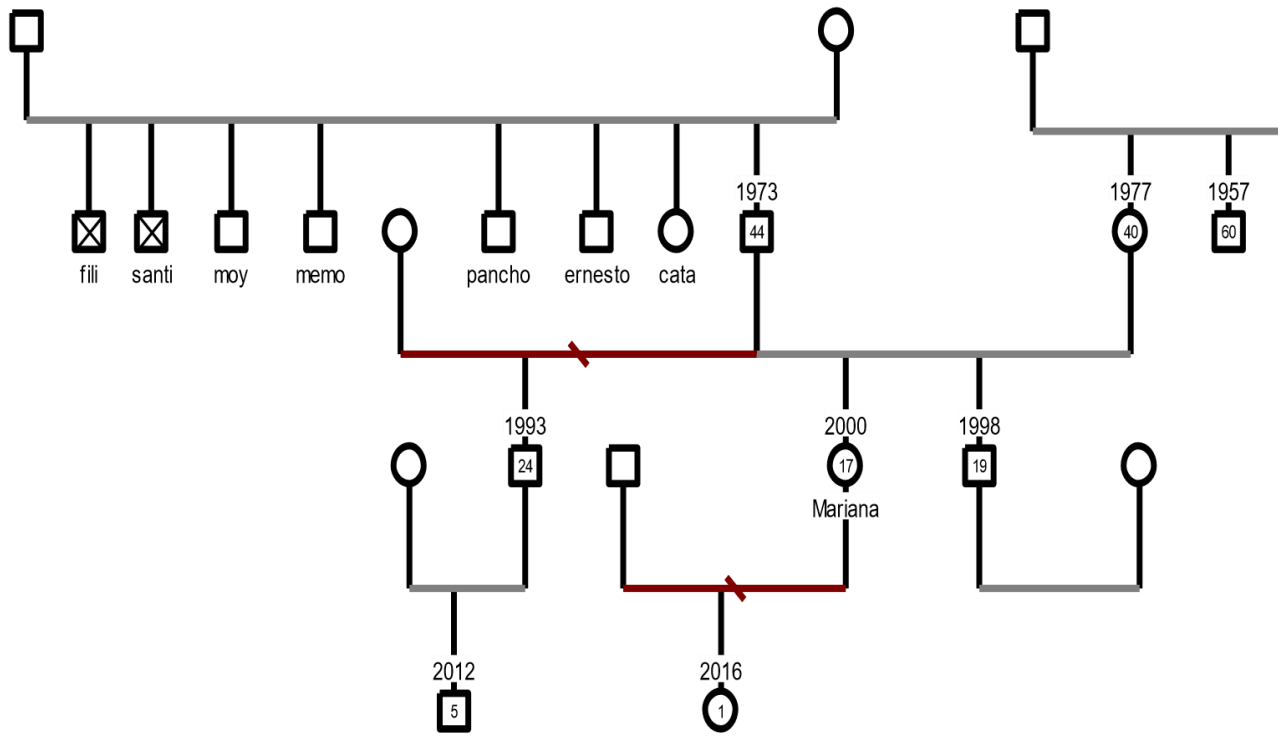 1973
1977
1957
44
40
60
fili
santi
moy
memo
pancho
ernesto
cata
1993
2000
1998
24
17
19
Mariana
2012
2016
5
1